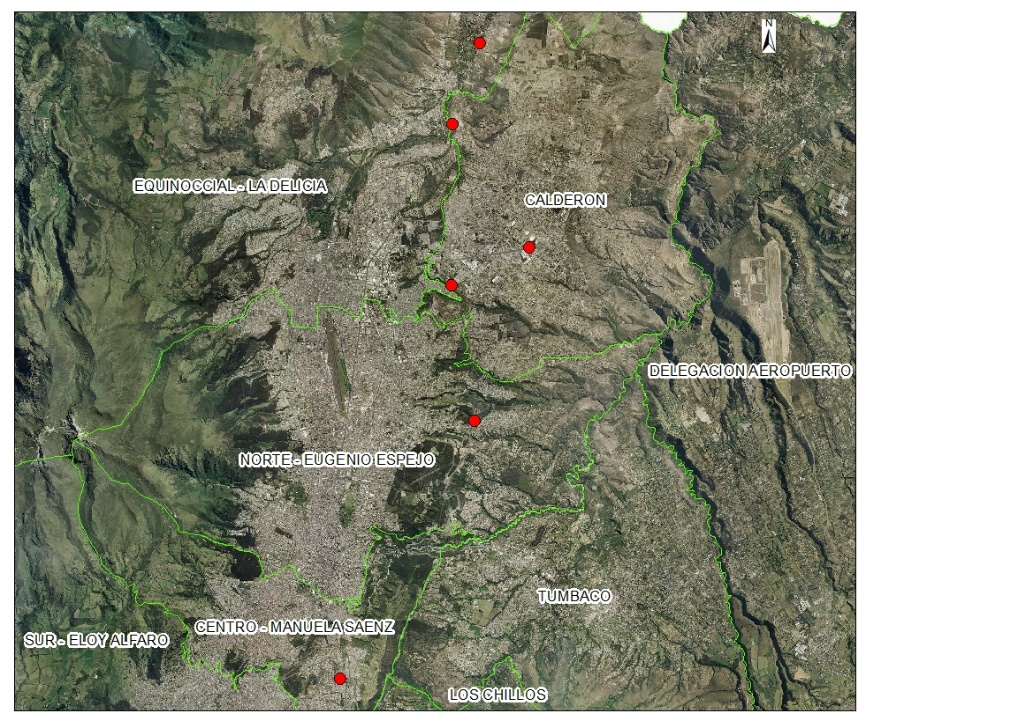 N
EQUINOCCIAL - LA DELICIA
CALDERON
DELEGACION AEROPUERTO
NORTE - EUGENIO ESPEJO
TUMBACO
CENTRO - MANUELA SAENZ
SUR - ELOY ALFARO
LOS CHILLOS